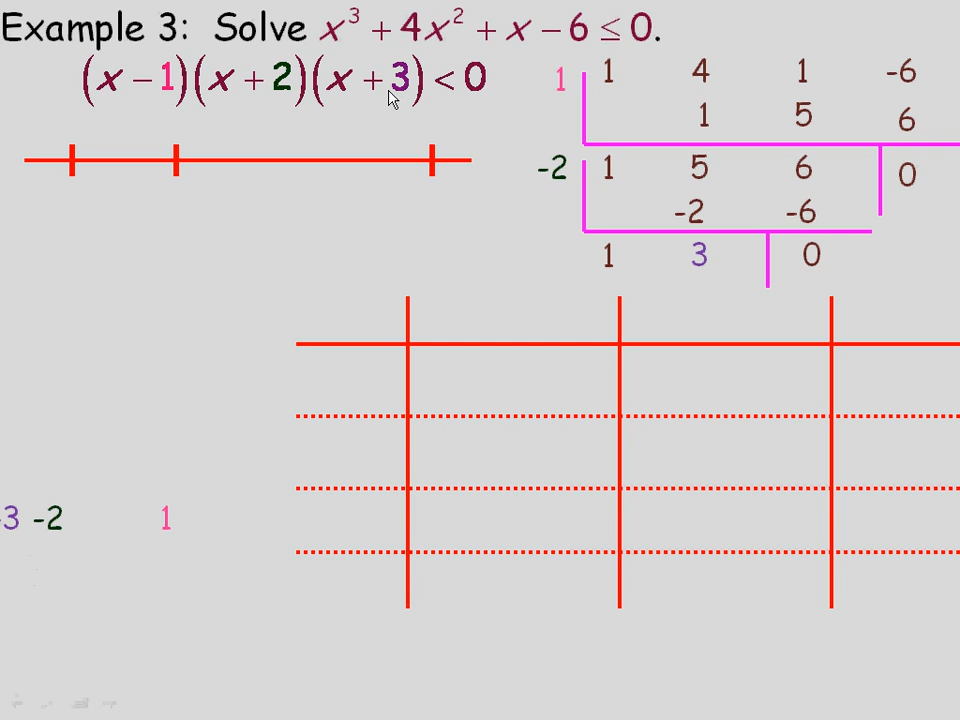 Example 3: Solve x³ + 4x² + x − 6 ≤ 0.
(x − 1)(x + 2)(x + 3) < 0
1 1 4 1 -6
1 5 6
-2 1 5 6 0
-2 -6
1 3 0
-3 -2 1